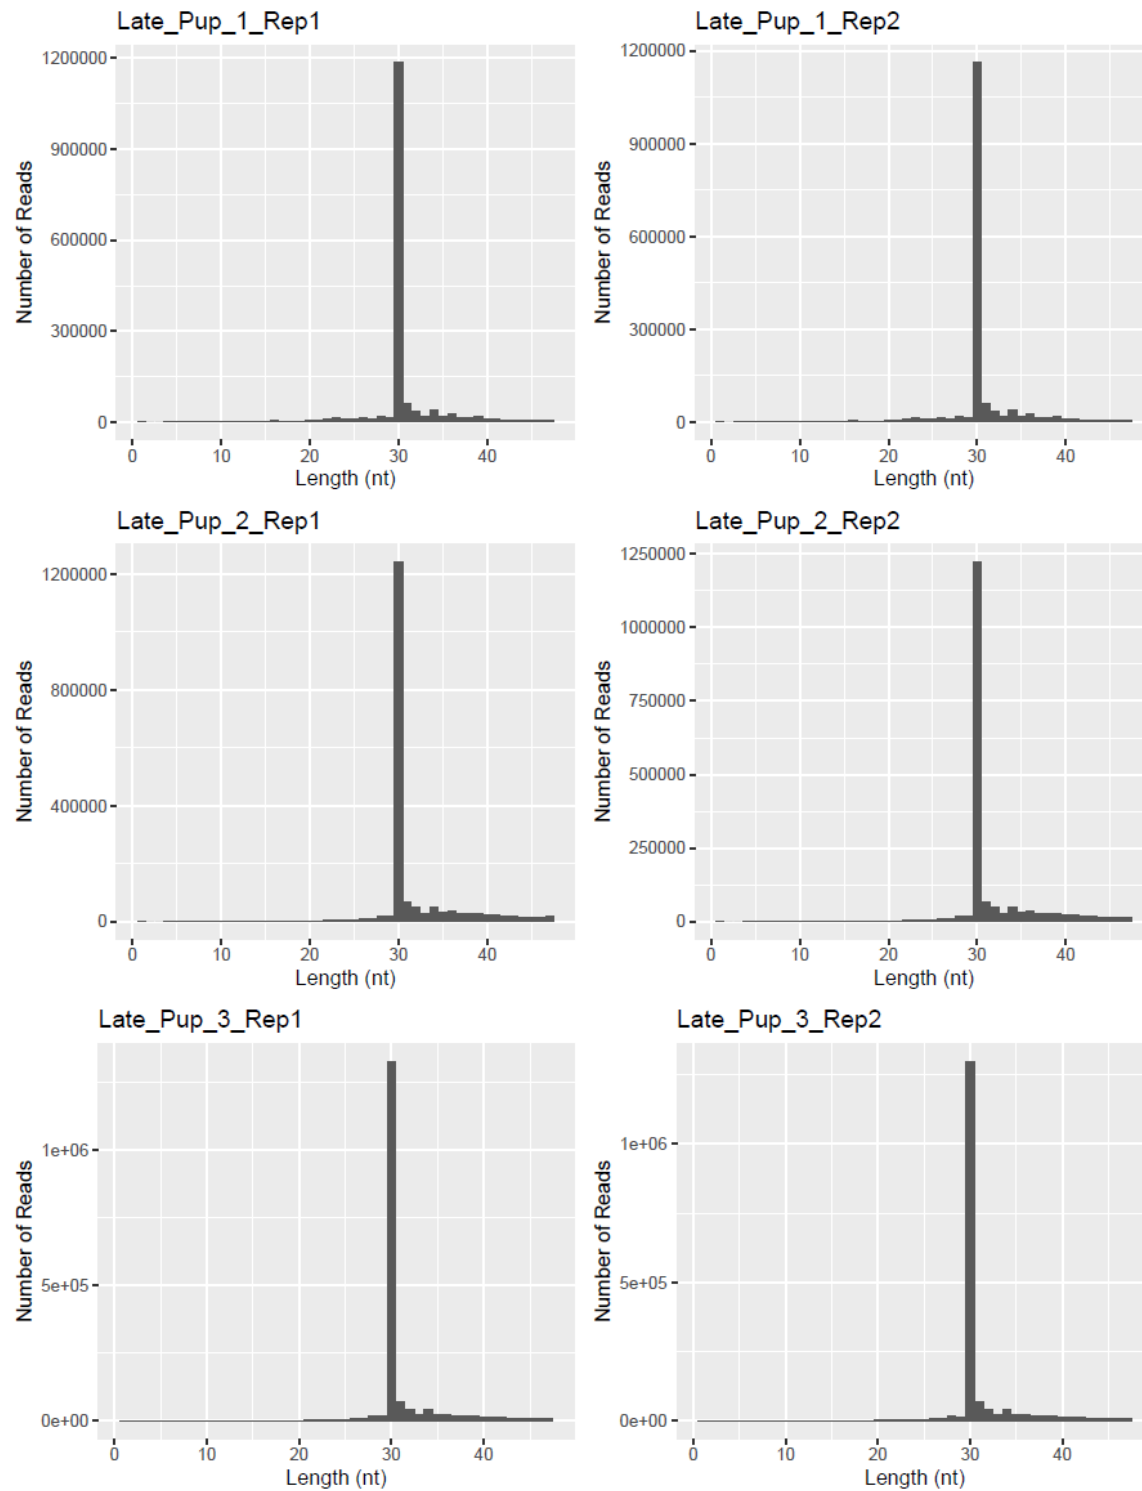 Late_Pup_1_Rep1
1200000
900000
600000
300000
0
Number of Reads
0 10 20 30 40
Length (nt)
Late_Pup_1_Rep2
1200000
900000
600000
300000
0
Number of Reads
0 10 20 30 40
Length (nt)
Late_Pup_2_Rep1
1200000
800000
400000
0
Number of Reads
0 10 20 30 40
Length (nt)
Late_Pup_2_Rep2
1250000
1000000
750000
500000
250000
0
Number of Reads
0 10 20 30 40
Length (nt)
Late_Pup_3_Rep1
1e+06
5e+05
0e+00
Number of Reads
0 10 20 30 40
Length (nt)
Late_Pup_3_Rep2
1e+06
5e+05
0e+00
Number of Reads
0 10 20 30 40
Length (nt)